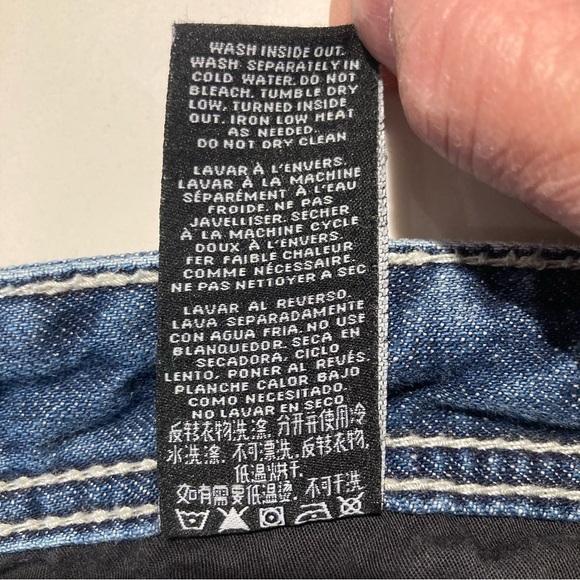 WASH INSIDE OUT.
WASH SEPARATELY IN
COLD WATER. DO NOT
BLEACH. TUMBLE DRY
LOW, TURNED INSIDE
OUT. IRON LOW HEAT
AS NEEDED.
DO NOT DRY CLEAN
LAVAR À L'ENVERS.
LAVAR À LA MACHINE
SÉPARÉMENT À L'EAU
FROIDE. NE PAS
JAVELLISER. SÉCHER
À LA MACHINE CYCLE
DOUX À L'ENVERS.
FER FAIBLE CHALEUR
COMME NÉCESSAIRE.
NE PAS NETTOYER A SEC
LAVAR AL REVERSO.
LAVA SEPARADAMENTE
CON AGUA FRIA. NO USE
BLANQUEDOR. SECA EN
SECADORA, CICLO
LENTO, PONER AL REVÉS.
PLANCHE CALOR BAJO
COMO NECESITADO.
NO LAVAR EN SECO
反转衣物洗涤, 分开并使用冷
水洗涤, 不可漂洗, 反转衣物,
低温烘干,
如有需要低温烫, 不可干洗